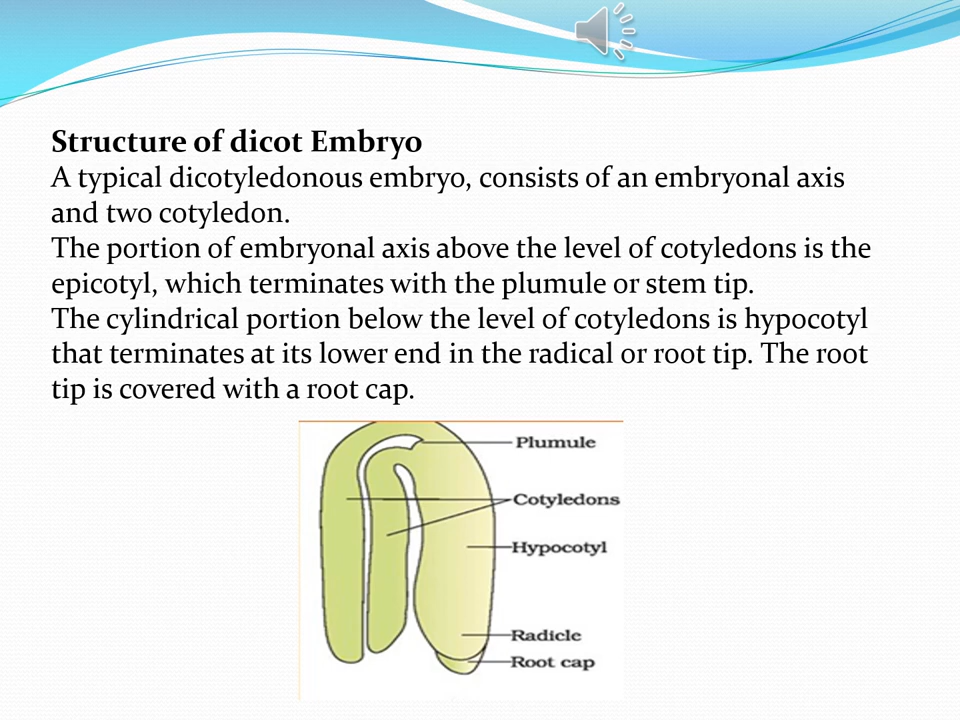 Structure of dicot Embryo
A typical dicotyledonous embryo, consists of an embryonal axis
and two cotyledon.
The portion of embryonal axis above the level of cotyledons is the
epicotyl, which terminates with the plumule or stem tip.
The cylindrical portion below the level of cotyledons is hypocotyl
that terminates at its lower end in the radical or root tip. The root
tip is covered with a root cap.
Plumule
Cotyledons
Hypocotyl
Radicle
Root cap